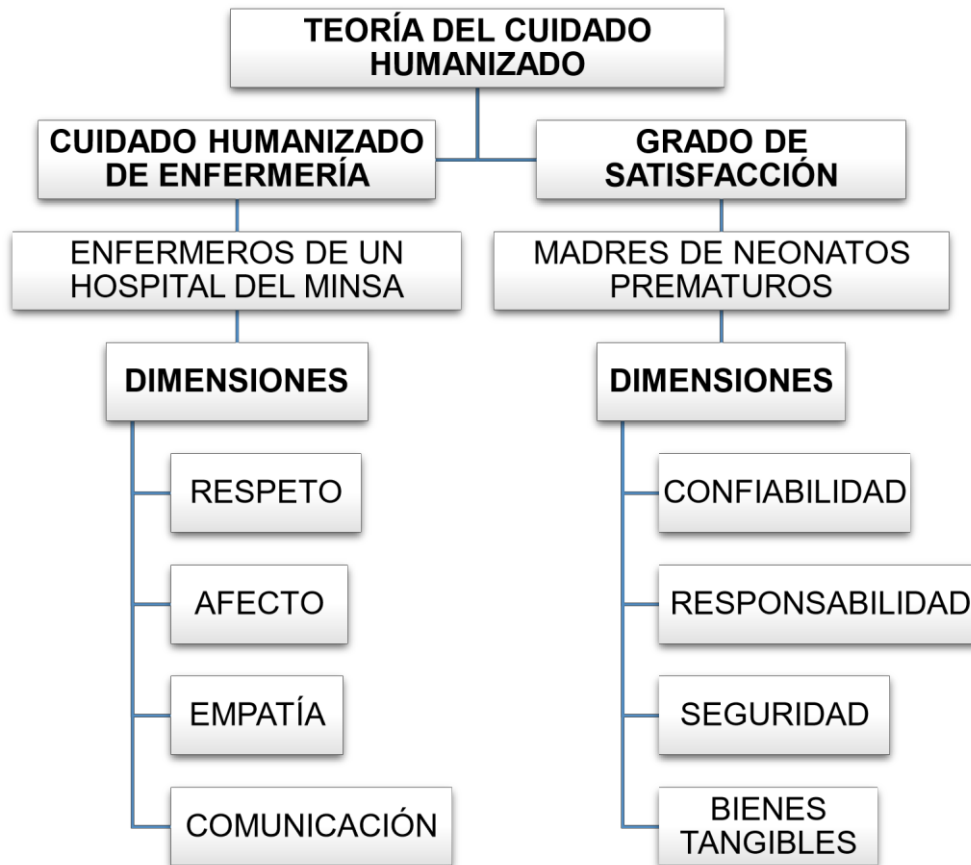 TEORÍA DEL CUIDADO
HUMANIZADO
CUIDADO HUMANIZADO
DE ENFERMERÍA
GRADO DE
SATISFACCIÓN
ENFERMEROS DE UN
HOSPITAL DEL MINSA
MADRES DE NEONATOS
PREMATUROS
DIMENSIONES
DIMENSIONES
RESPETO
AFECTO
EMPATÍA
COMUNICACIÓN
CONFIABILIDAD
RESPONSABILIDAD
SEGURIDAD
BIENES
TANGIBLES